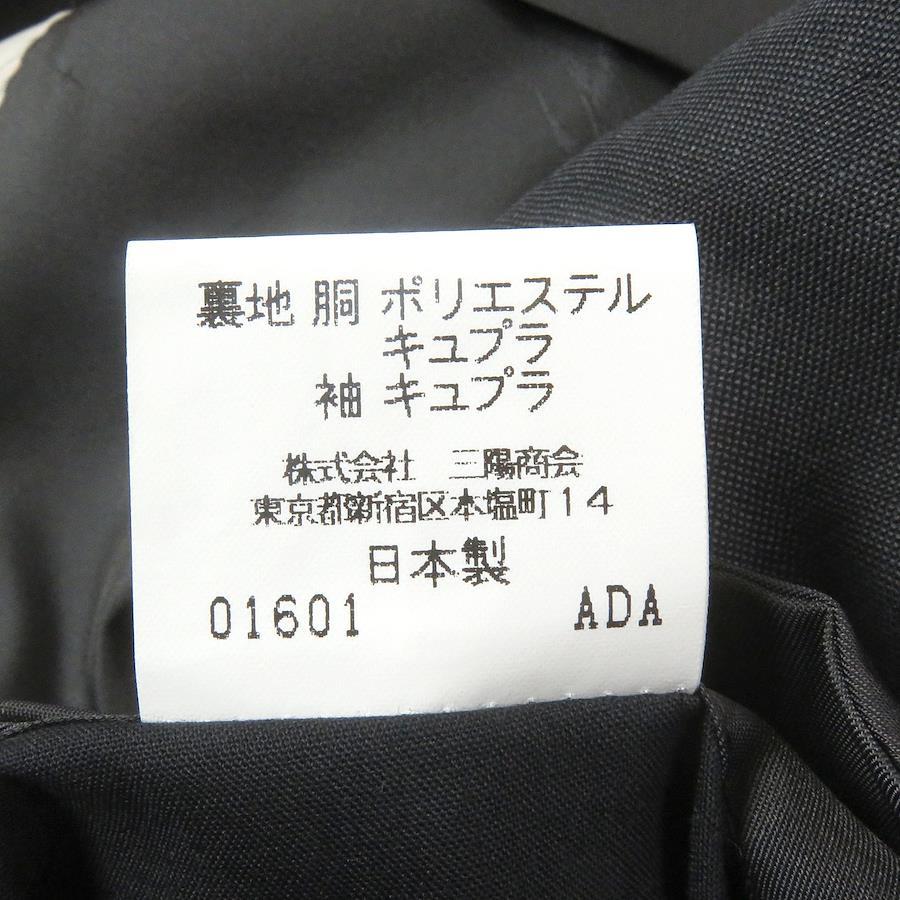 裏地 胴 ポリエステル
キュプラ
袖 キュプラ
株式会社 三陽商会
東京都新宿区本塩町14
日本製
01601 ADA